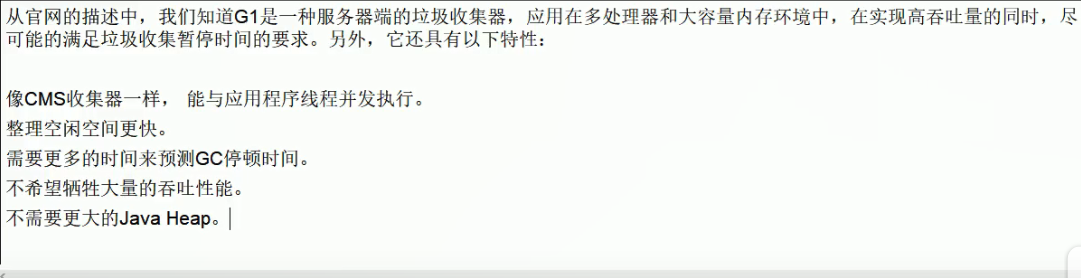 从官网的描述中，我们知道G1是一种服务器端的垃圾收集器，应用在多处理器和大容量内存环境中，在实现高吞吐量的同时，尽
可能的满足垃圾收集暂停时间的要求。另外，它还具有以下特性：
像CMS收集器一样， 能与应用程序线程并发执行。
整理空闲空间更快。
需要更多的时间来预测GC停顿时间。
不希望牺牲大量的吞吐性能。
不需要更大的Java Heap。